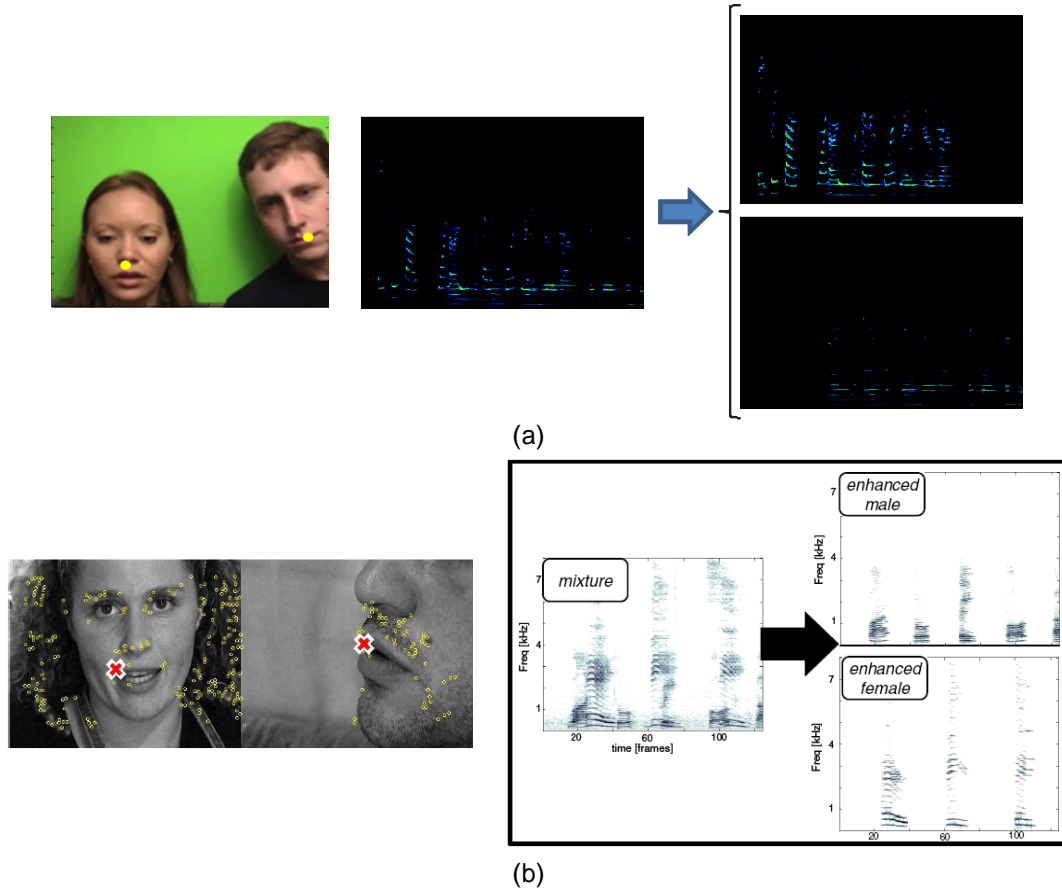 (a)
mixture
Freq [kHz]
7
4
1
20
60
100
time [frames]
enhanced
male
Freq [kHz]
7
4
1
enhanced
female
Freq [kHz]
7
4
1
20
60
100
(b)